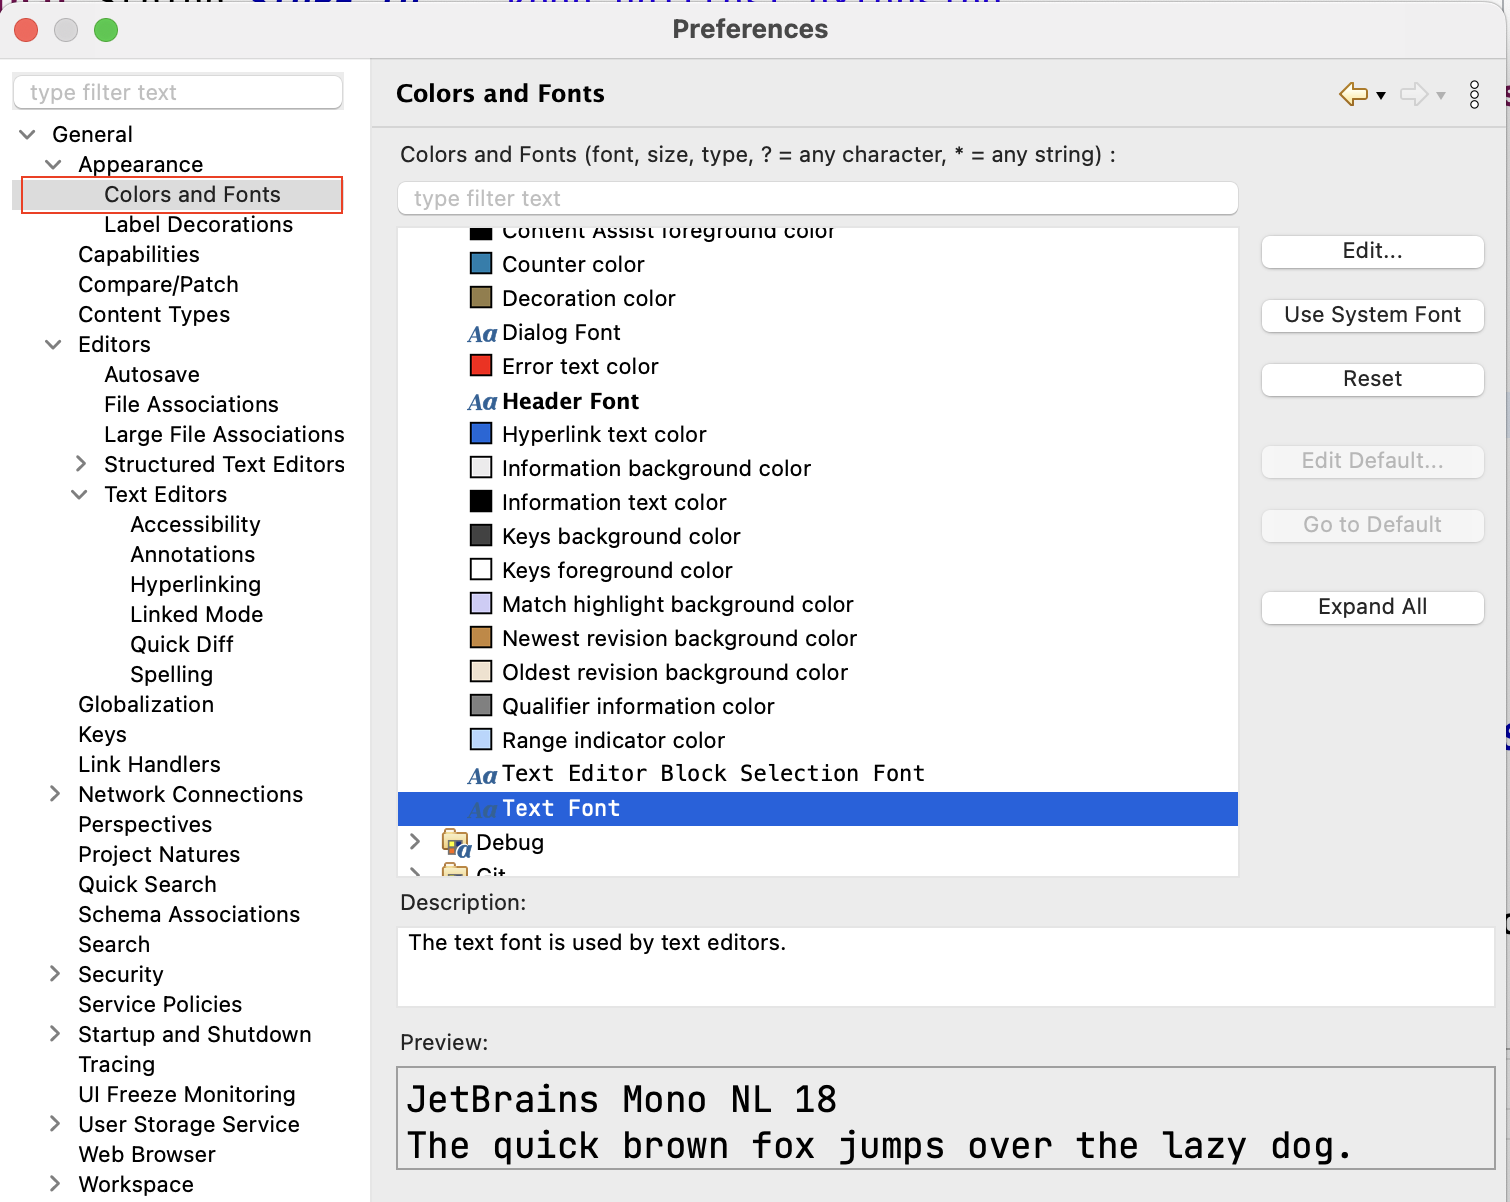 Preferences
type filter text
General
Appearance
Colors and Fonts
Label Decorations
Capabilities
Compare/Patch
Content Types
Editors
Autosave
File Associations
Large File Associations
Structured Text Editors
Text Editors
Accessibility
Annotations
Hyperlinking
Linked Mode
Quick Diff
Spelling
Globalization
Keys
Link Handlers
Network Connections
Perspectives
Project Natures
Quick Search
Schema Associations
Search
Security
Service Policies
Startup and Shutdown
Tracing
UI Freeze Monitoring
User Storage Service
Web Browser
Workspace
Colors and Fonts
Colors and Fonts (font, size, type, ? = any character, * = any string) :
type filter text
Content Assist foreground color
Counter color
Decoration color
Aa Dialog Font
Error text color
Aa Header Font
Hyperlink text color
Information background color
Information text color
Keys background color
Keys foreground color
Match highlight background color
Newest revision background color
Oldest revision background color
Qualifier information color
Range indicator color
Aa Text Editor Block Selection Font
Aa Text Font
Debug
Git
Edit...
Use System Font
Reset
Edit Default...
Go to Default
Expand All
Description:
The text font is used by text editors.
Preview:
JetBrains Mono NL 18
The quick brown fox jumps over the lazy dog.